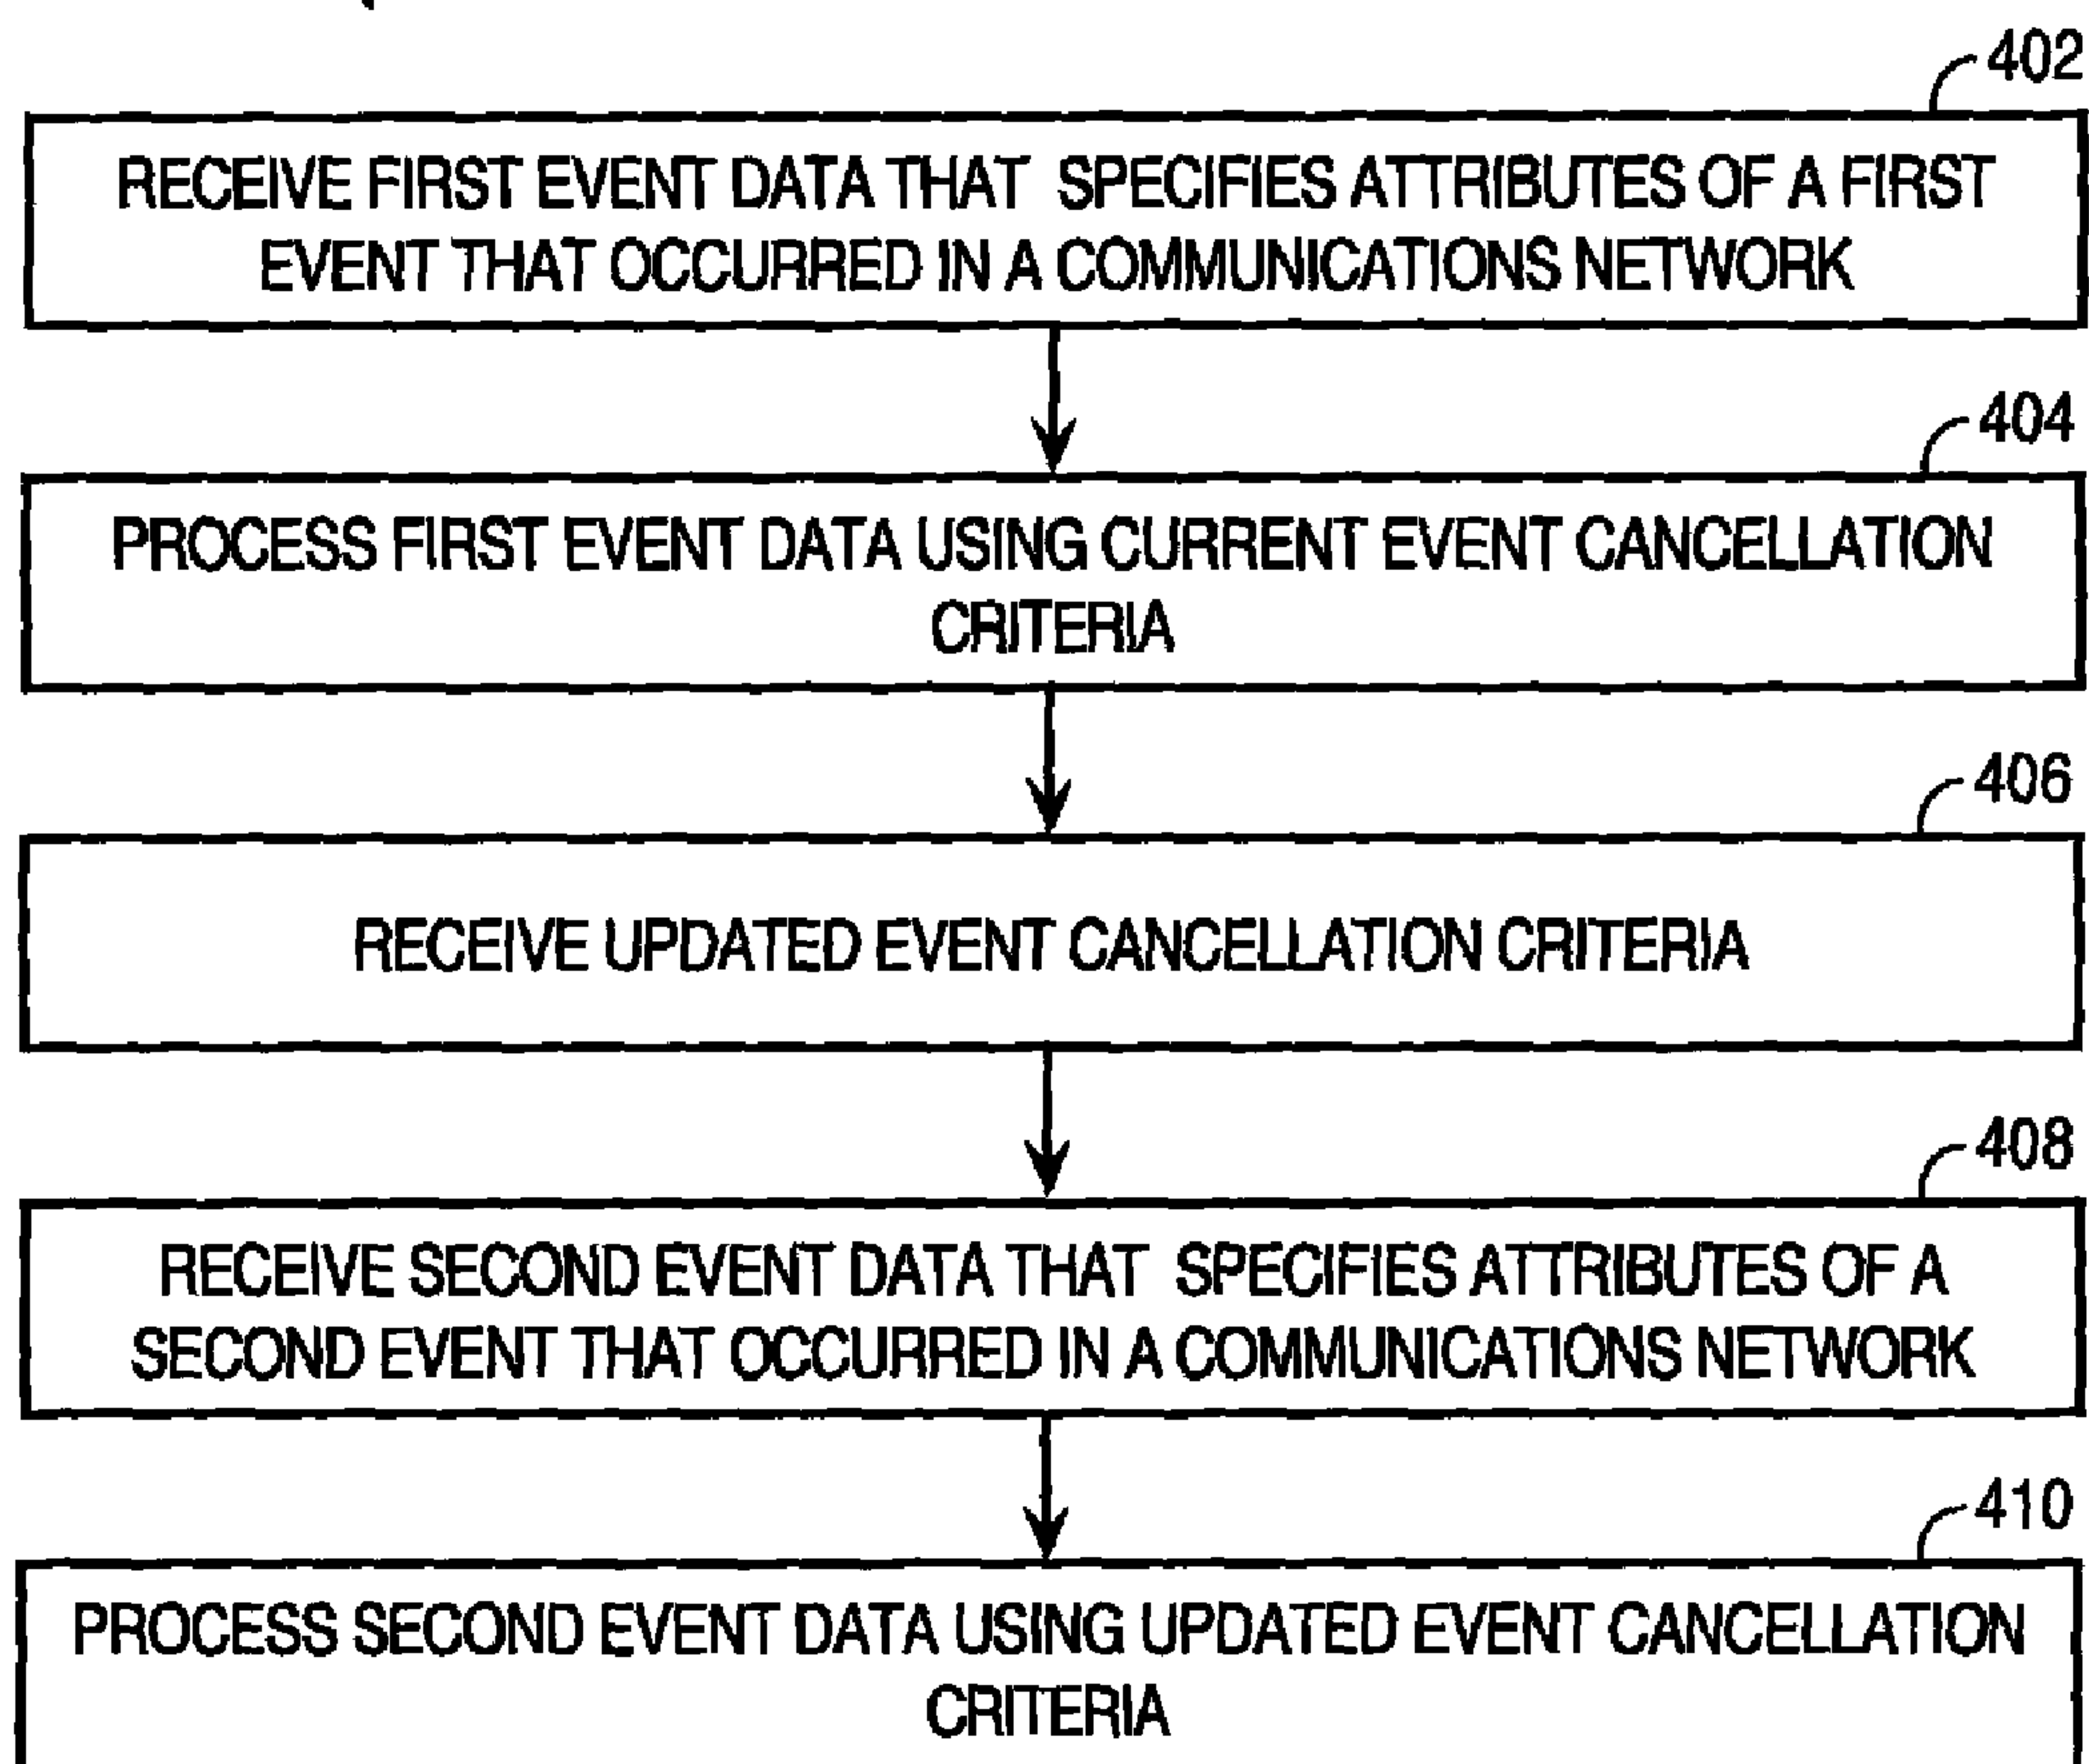 402
RECEIVE FIRST EVENT DATA THAT SPECIFIES ATTRIBUTES OF A FIRST
EVENT THAT OCCURRED IN A COMMUNICATIONS NETWORK
404
PROCESS FIRST EVENT DATA USING CURRENT EVENT CANCELLATION
CRITERIA
406
RECEIVE UPDATED EVENT CANCELLATION CRITERIA
408
RECEIVE SECOND EVENT DATA THAT SPECIFIES ATTRIBUTES OF A
SECOND EVENT THAT OCCURRED IN A COMMUNICATIONS NETWORK
410
PROCESS SECOND EVENT DATA USING UPDATED EVENT CANCELLATION
CRITERIA